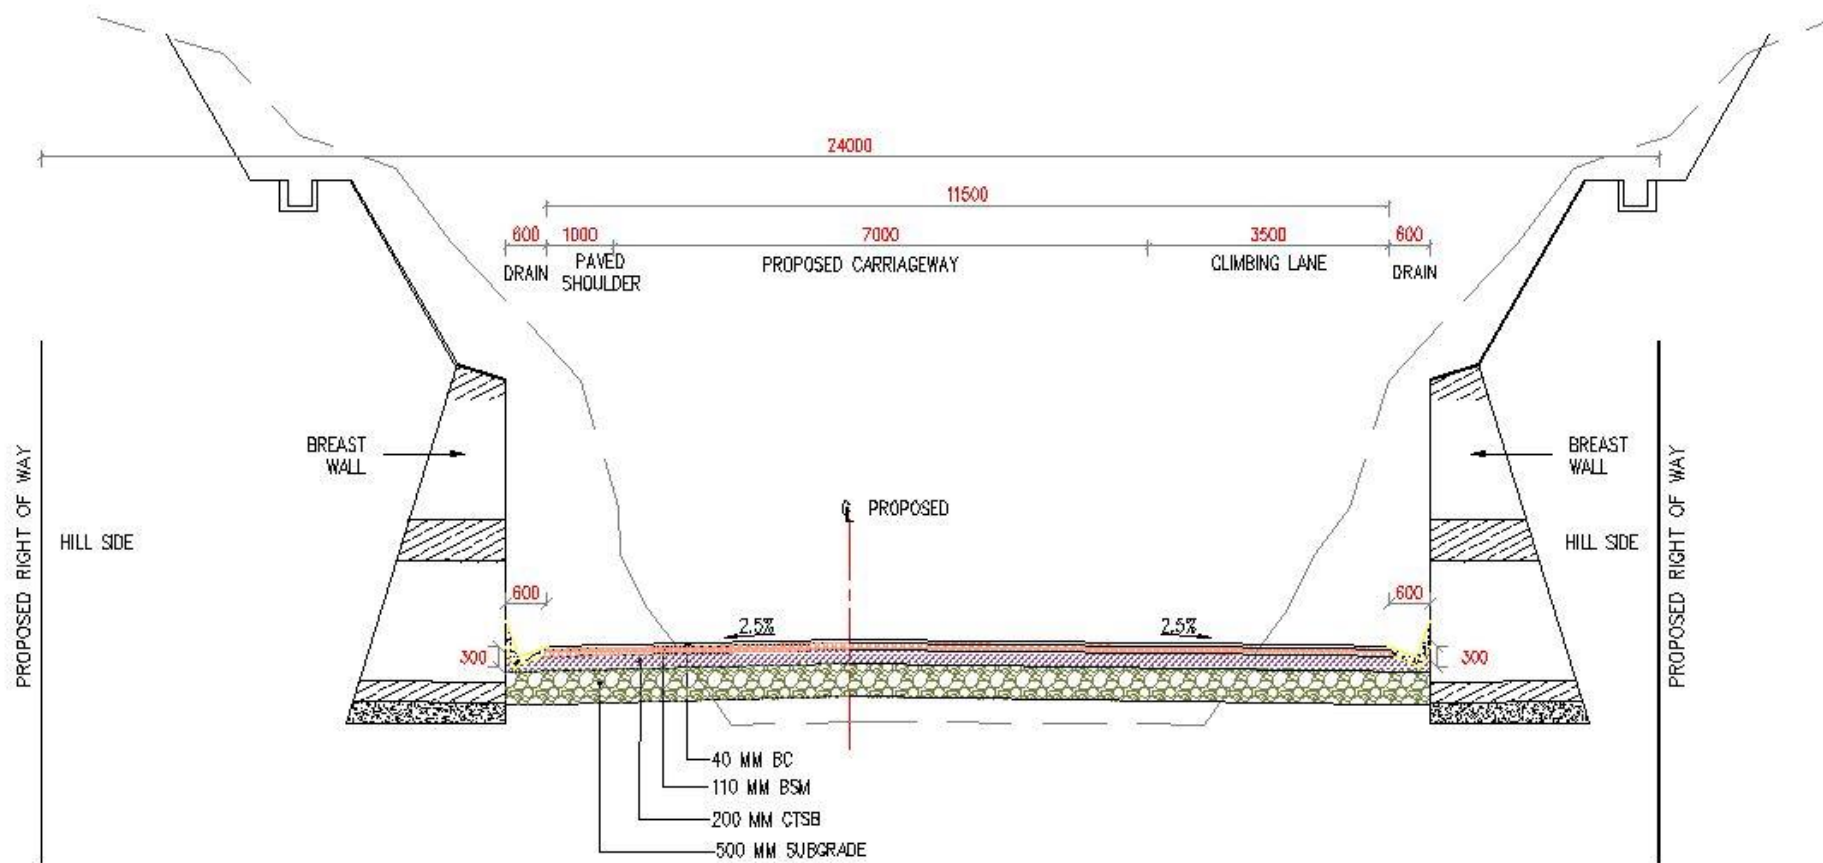 24000
11500
600
1000
7000
3500
600
DRAIN
PAVED
SHOULDER
PROPOSED CARRIAGEWAY
CLIMBING LANE
DRAIN
BREAST
WALL
BREAST
WALL
PROPOSED RIGHT OF WAY
HILL SIDE
℄ PROPOSED
HILL SIDE
PROPOSED RIGHT OF WAY
600
600
2.5%
2.5%
300
300
40 MM BC
110 MM BSM
200 MM CTSB
500 MM SUBGRADE